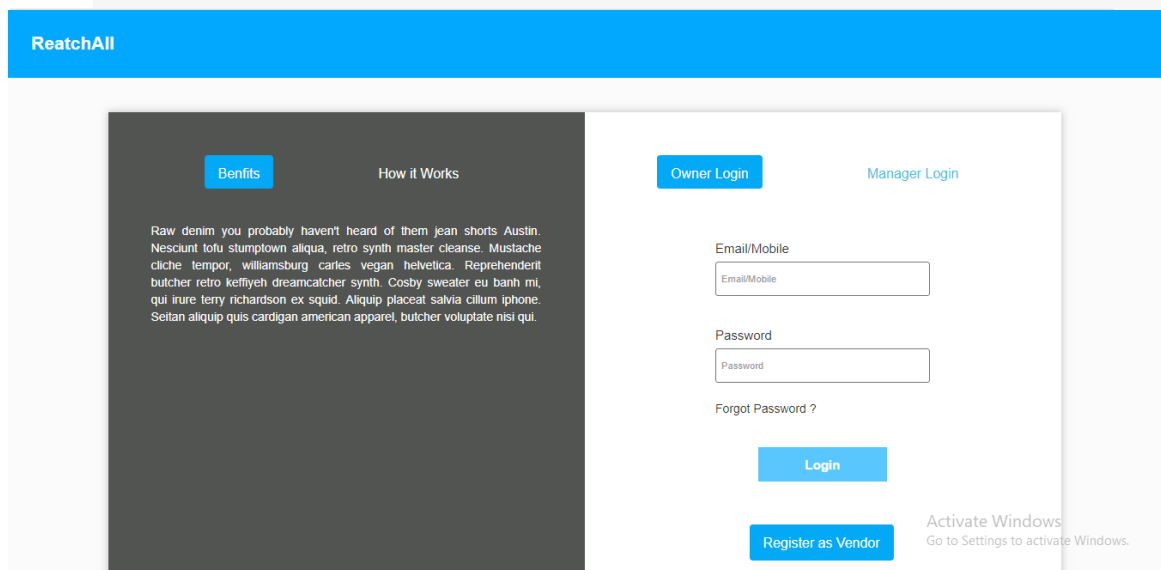 ReatchAll
Benfits
How it Works
Raw denim you probably haven't heard of them jean shorts Austin.
Nesciunt tofu stumptown aliqua, retro synth master cleanse. Mustache
cliche tempor, williamsburg carles vegan helvetica. Reprehenderit
butcher retro keffiyeh dreamcatcher synth. Cosby sweater eu banh mi,
qui irure terry richardson ex squid. Aliquip placeat salvia cillum iphone.
Seitan aliquip quis cardigan american apparel, butcher voluptate nisi qui.
Owner Login
Manager Login
Email/Mobile
Email/Mobile
Password
Password
Forgot Password ?
Login
Register as Vendor
Activate Windows
Go to Settings to activate Windows.